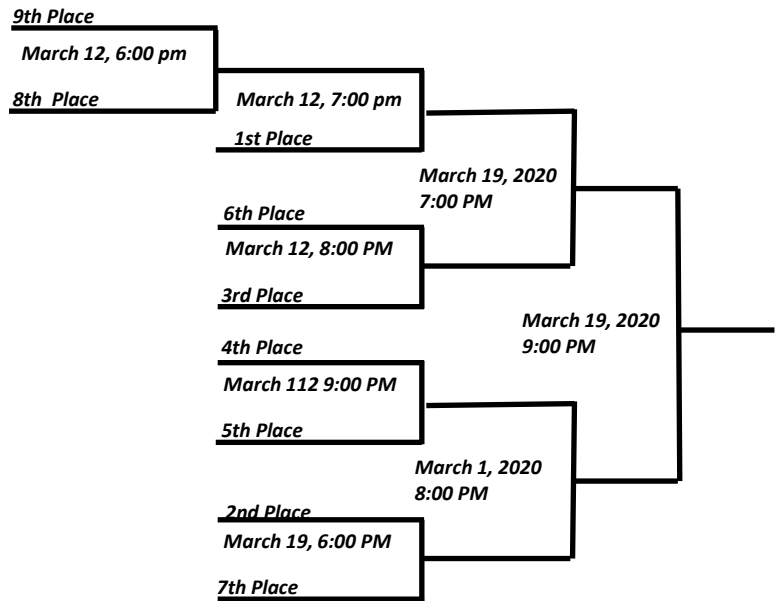 9th Place
March 12, 6:00 pm
8th Place
March 12, 7:00 pm
1st Place
March 19, 2020
7:00 PM
6th Place
March 12, 8:00 PM
3rd Place
March 19, 2020
9:00 PM
4th Place
March 112 9:00 PM
5th Place
March 1, 2020
8:00 PM
2nd Place
March 19, 6:00 PM
7th Place